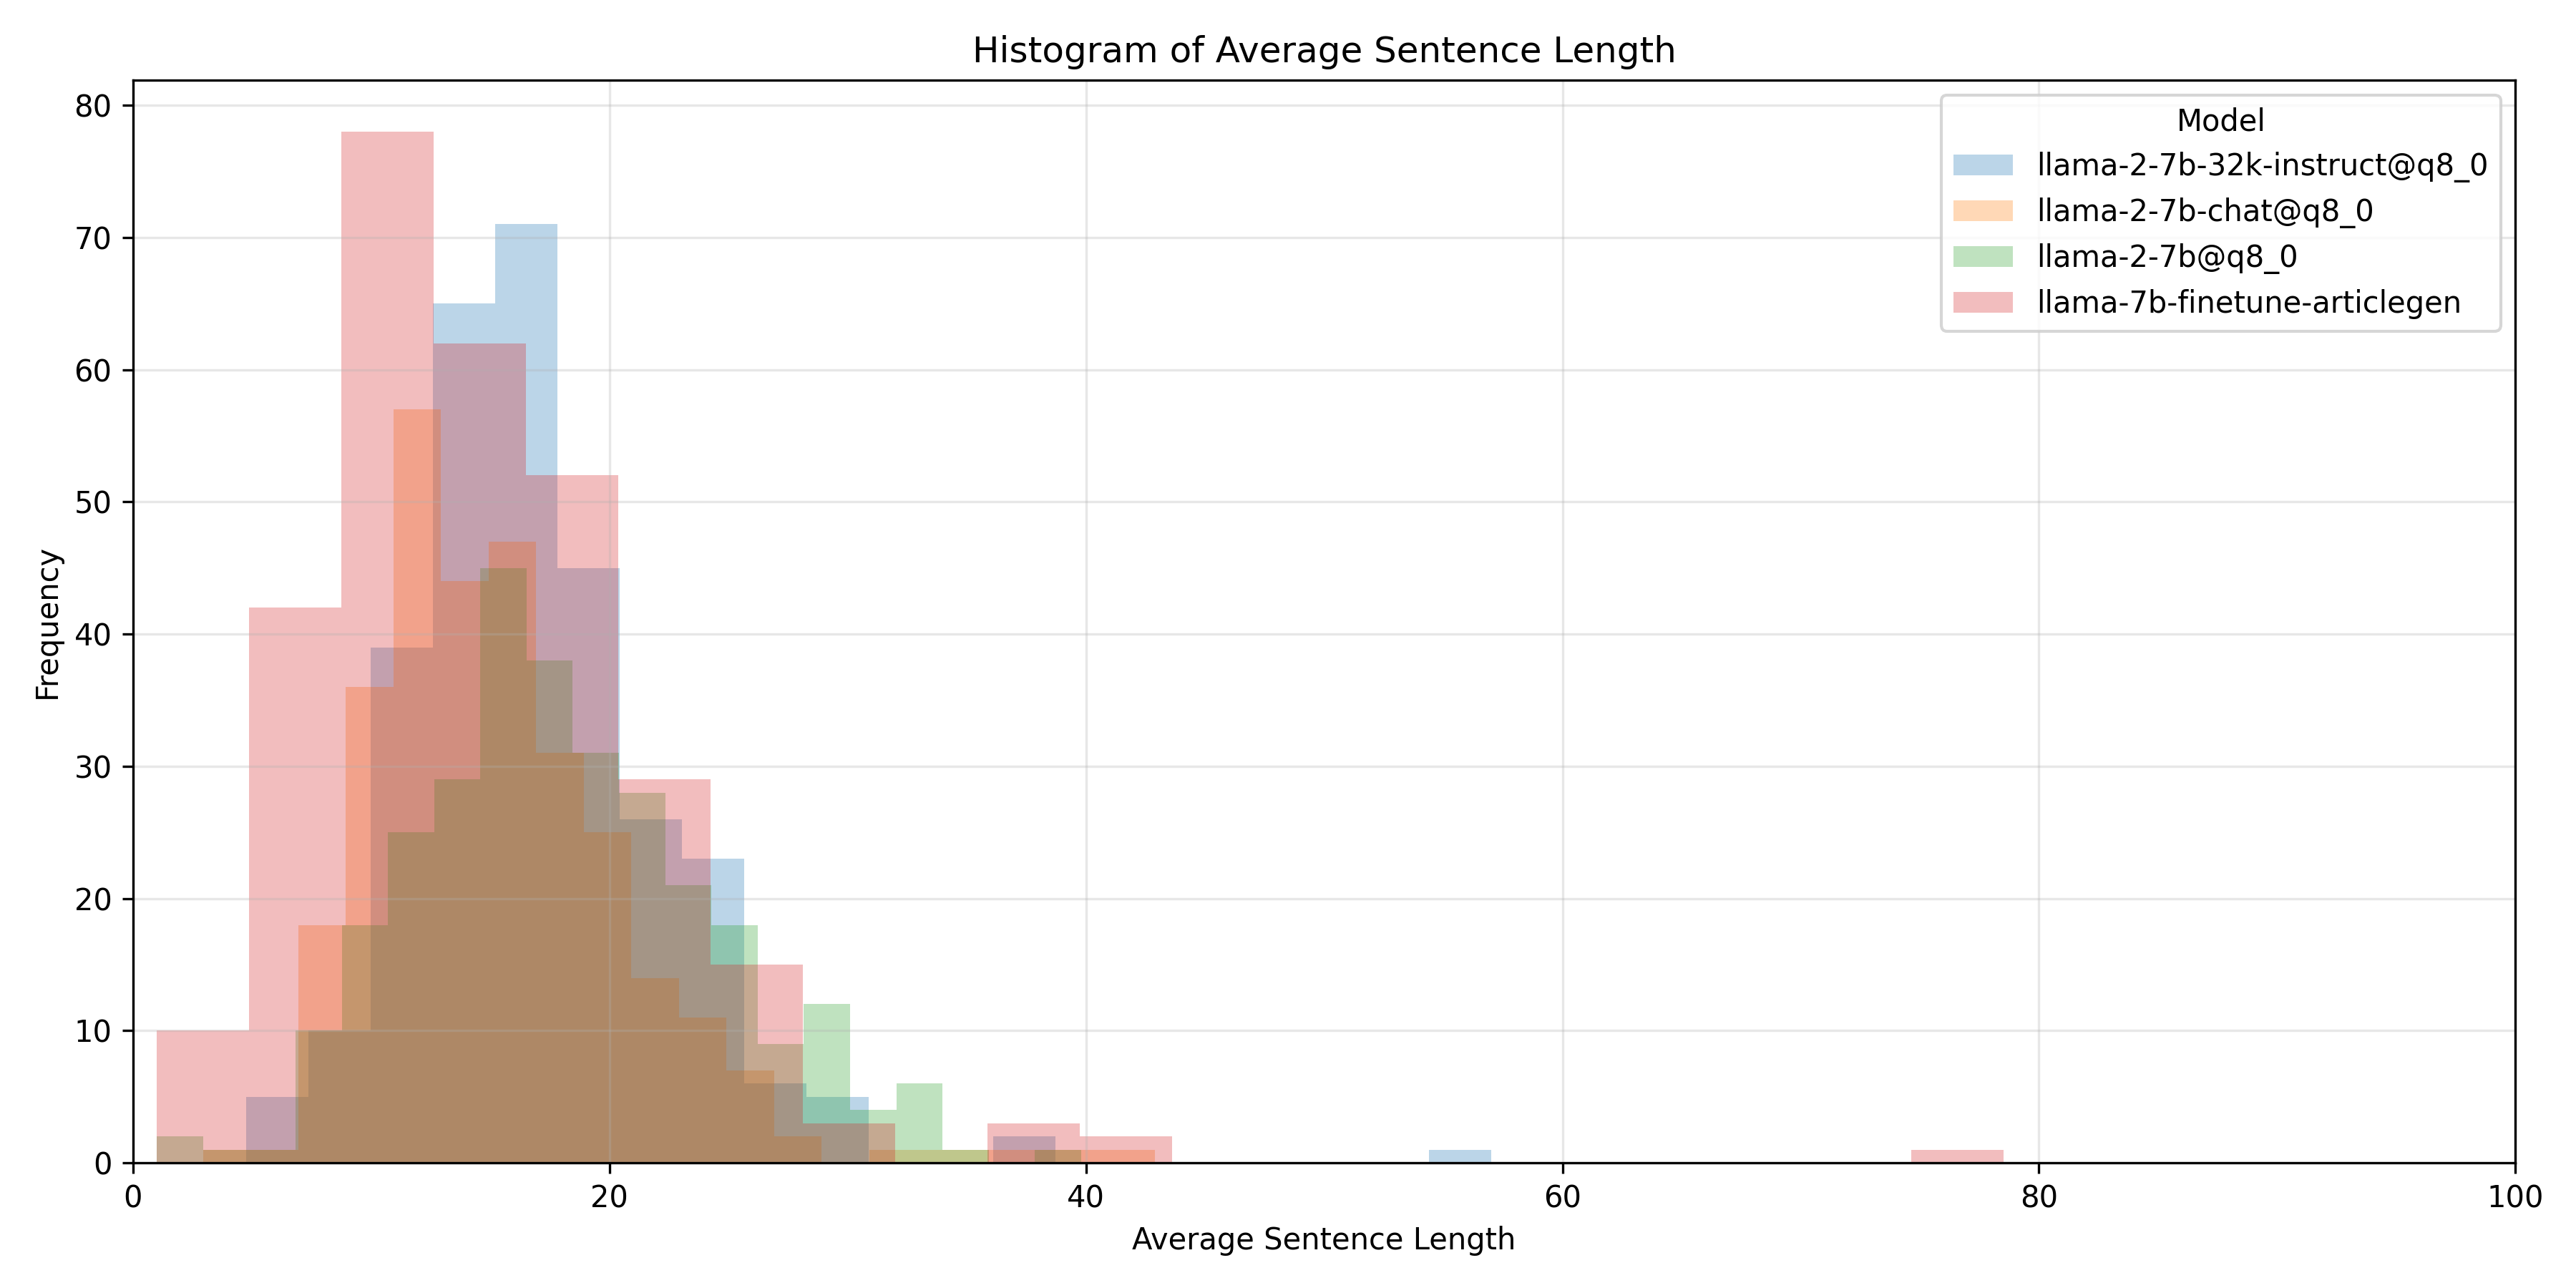 Histogram of Average Sentence Length
Model
llama-2-7b-32k-instruct@q8_0
llama-2-7b-chat@q8_0
llama-2-7b@q8_0
llama-7b-finetune-articlegen
Frequency
80
70
60
50
40
30
20
10
0
0 20 40 60 80 100
Average Sentence Length